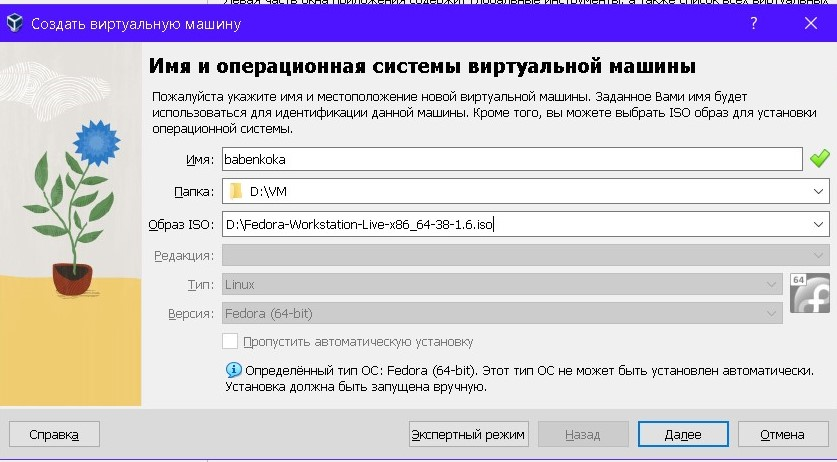 Левая часть окна приложения содержит глобальные инструменты, а также список всех виртуальных
Создать виртуальную машину
?
Имя и операционная системы виртуальной машины
Пожалуйста укажите имя и местоположение новой виртуальной машины. Заданное Вами имя будет
использоваться для идентификации данной машины. Кроме того, вы можете выбрать ISO образ для установки
операционной системы.
Имя: babenkoka
Папка: D:\VM
Образ ISO: D:\Fedora-Workstation-Live-x86_64-38-1.6.iso
Редакция:
Тип: Linux
64
Версия: Fedora (64-bit)
Пропустить автоматическую установку
Определённый тип ОС: Fedora (64-bit). Этот тип ОС не может быть установлен автоматически.
Установка должна быть запущена вручную.
Справка Экспертный режим Назад Далее Отмена